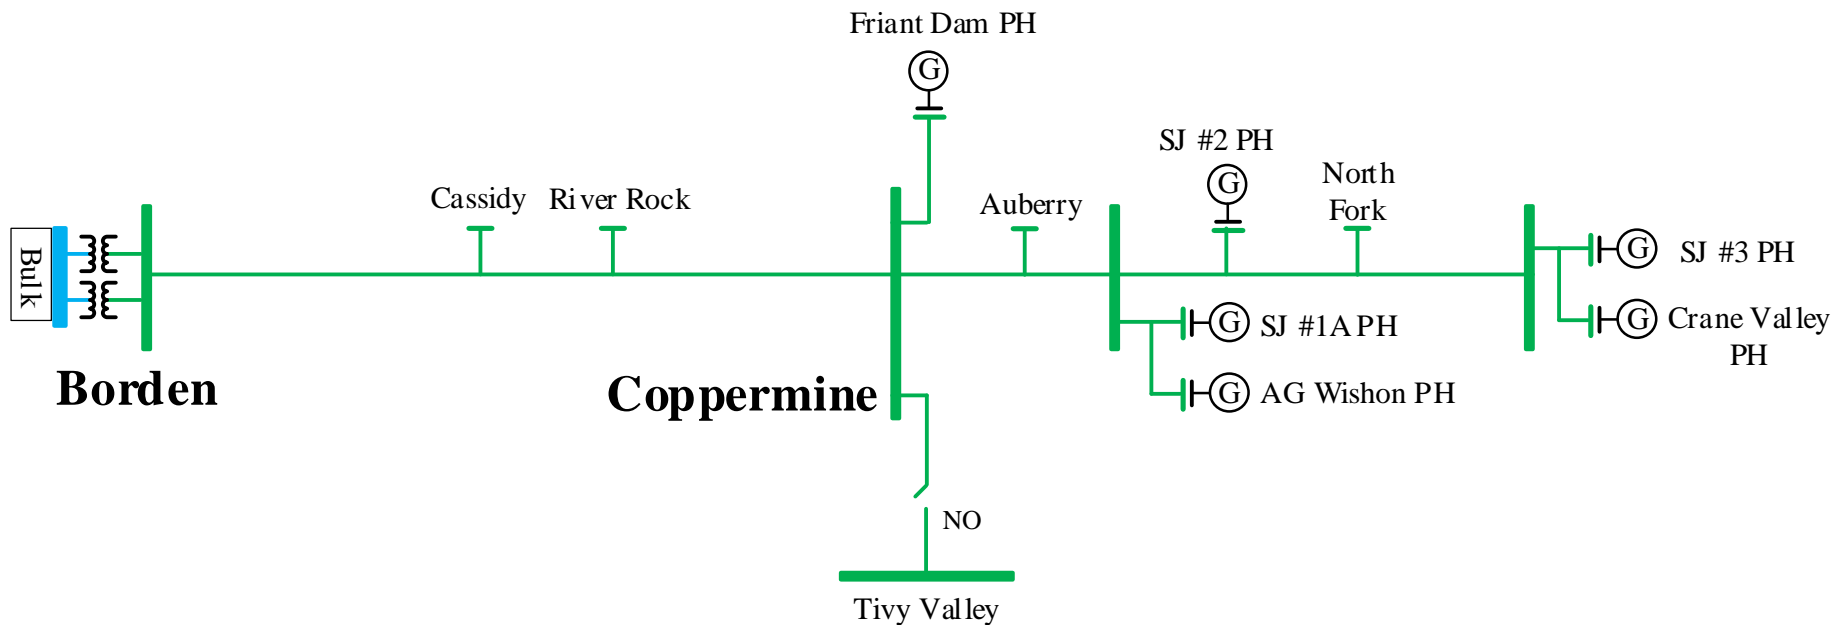 Friant Dam PH
G
SJ #2 PH
G
North
Fork
Cassidy
River Rock
Auberry
Bulk
G
SJ #3 PH
G
Crane Valley
PH
G
SJ #1A PH
G
AG Wishon PH
Borden
Coppermine
NO
Tivy Valley